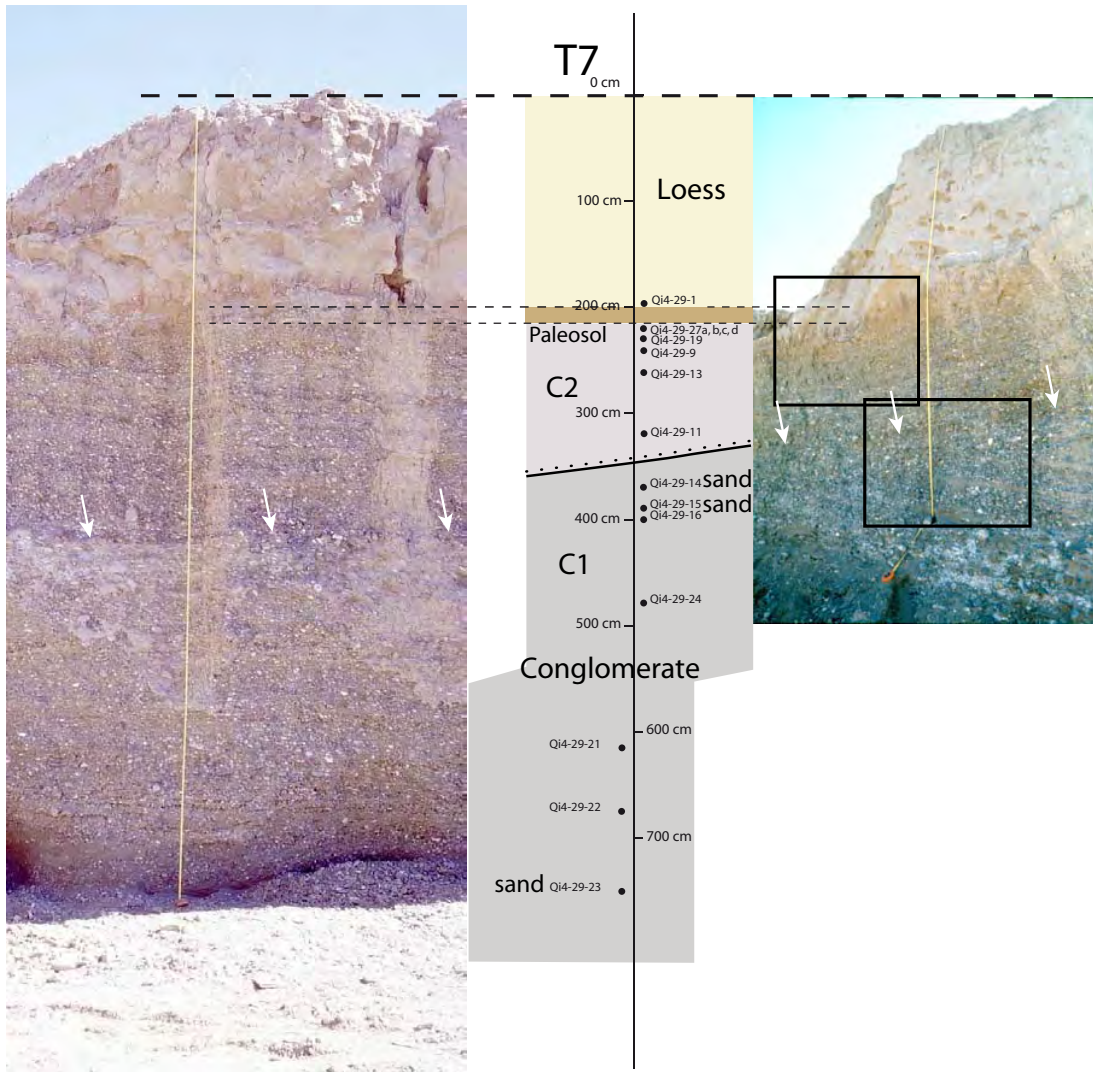 T7
0 cm
Loess
100 cm
Qi4-29-1
200 cm
Qi4-29-27a, b, c, d
Paleosol
Qi4-29-19
Qi4-29-9
Qi4-29-13
C2
300 cm
Qi4-29-11
Qi4-29-14 sand
Qi4-29-15 sand
400 cm
Qi4-29-16
C1
Qi4-29-24
500 cm
Conglomerate
600 cm
Qi4-29-21
Qi4-29-22
700 cm
sand Qi4-29-23